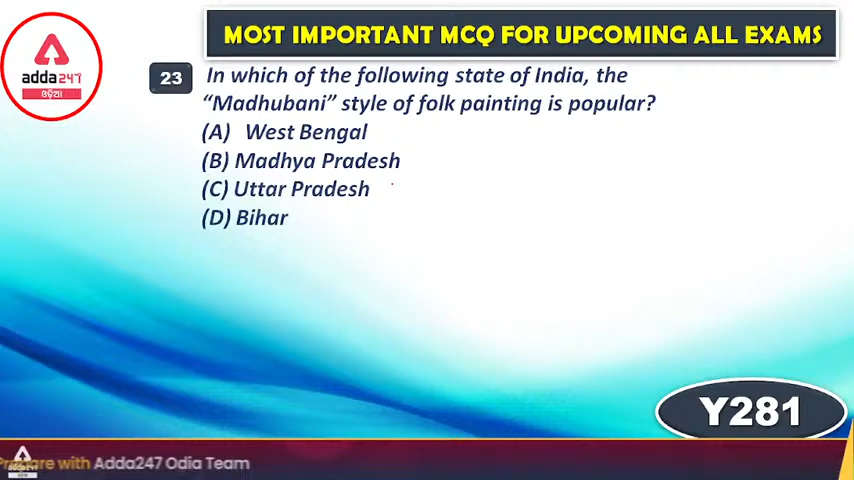 MOST IMPORTANT MCQ FOR UPCOMING ALL EXAMS
adda247
ଓଡ଼ିଆ
23
In which of the following state of India, the
“Madhubani” style of folk painting is popular?
(A) West Bengal
(B) Madhya Pradesh
(C) Uttar Pradesh
(D) Bihar
Y281
Prepare with Adda247 Odia Team